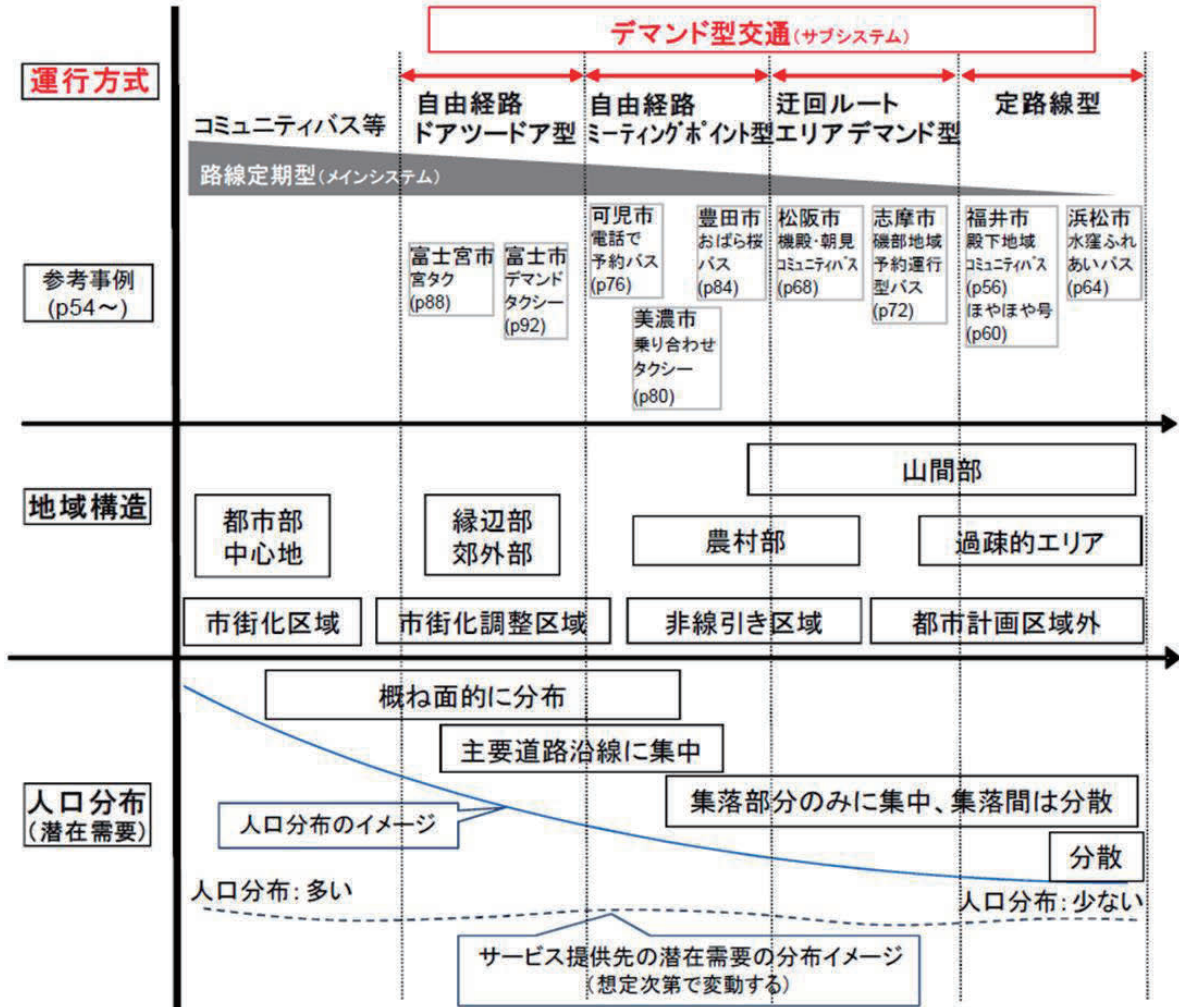 デマンド型交通(サブシステム)
運行方式
コミュニティバス等
自由経路
ドアツードア型
自由経路
ミーティングポイント型
迂回ルート
エリアデマンド型
定路線型
路線定期型(メインシステム)
参考事例
(p54～)
富士宮市
宮タク
(p88)
富士市
デマンド
タクシー
(p92)
可児市
電話で
予約バス
(p76)
美濃市
乗り合わせ
タクシー
(p80)
豊田市
おばら桜
バス
(p84)
松阪市
機殿・朝見
コミュニティバス
(p68)
志摩市
磯部地域
予約運行
型バス
(p72)
福井市
殿下地域
コミュニティバス
(p56)
ほやほや号
(p60)
浜松市
水窪ふれ
あいバス
(p64)
地域構造
山間部
都市部
中心地
縁辺部
郊外部
農村部
過疎的エリア
市街化区域
市街化調整区域
非線引き区域
都市計画区域外
人口分布
(潜在需要)
概ね面的に分布
主要道路沿線に集中
集落部分のみに集中、集落間は分散
分散
人口分布のイメージ
人口分布：多い
人口分布：少ない
サービス提供先の潜在需要の分布イメージ
(想定次第で変動する)